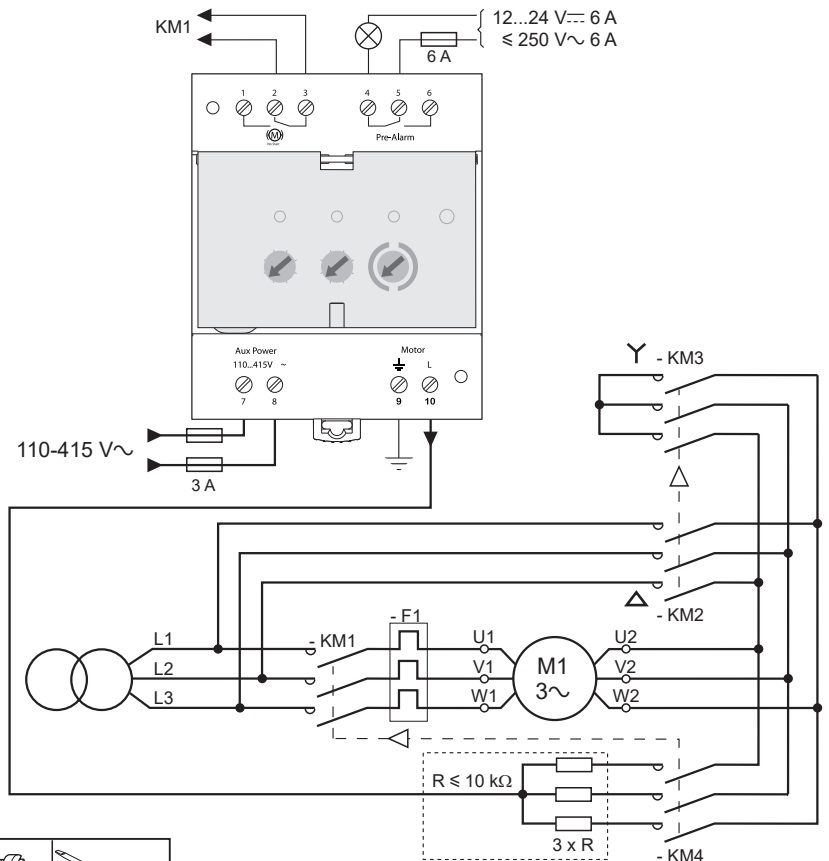 KM1
12...24 V⎓ 6 A
≤ 250 V∼ 6 A
6 A
1 2 3 4 5 6
M
Pre-Alarm
Aux Power
110...415V ~
Motor
L
7 8 9 10
110-415 V∼
3 A
- KM3
- KM2
L1
L2
L3
- KM1
- F1
U1
V1
W1
M1
3∼
U2
V2
W2
R ≤ 10 kΩ
3 x R
- KM4